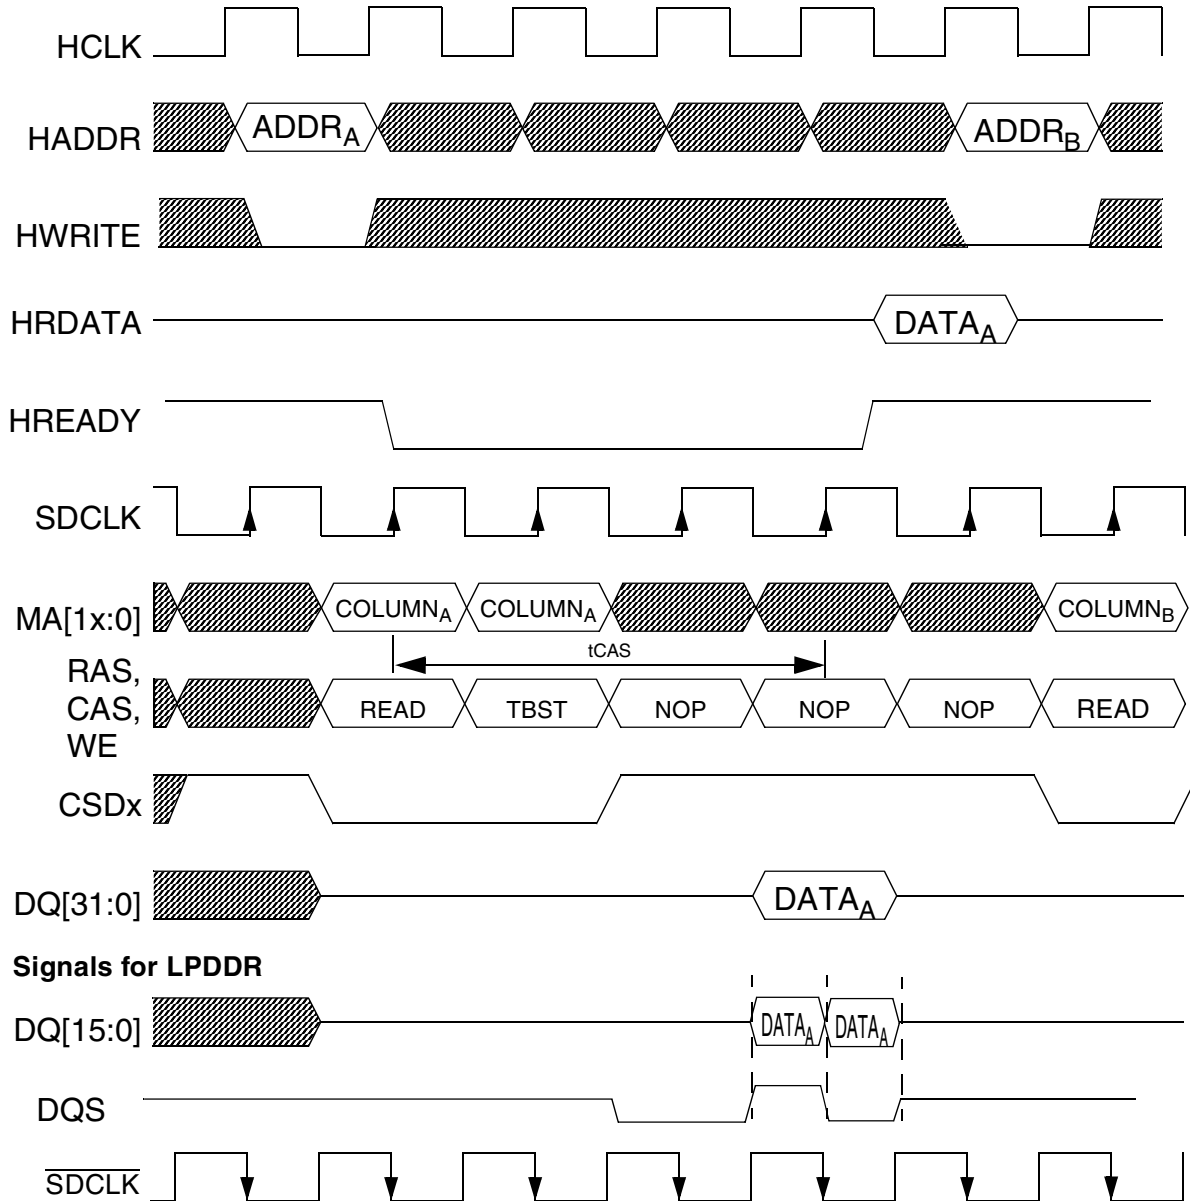 HCLK
HADDR ADDRA ADDRB
HWRITE
HRDATA DATAA
HREADY
SDCLK
MA[1x:0] COLUMNA COLUMNA COLUMNB
tCAS
RAS,
CAS,
WE
READ TBST NOP NOP NOP READ
CSDx
DQ[31:0] DATAA
Signals for LPDDR
DQ[15:0] DATAA DATAA
DQS
SDCLK